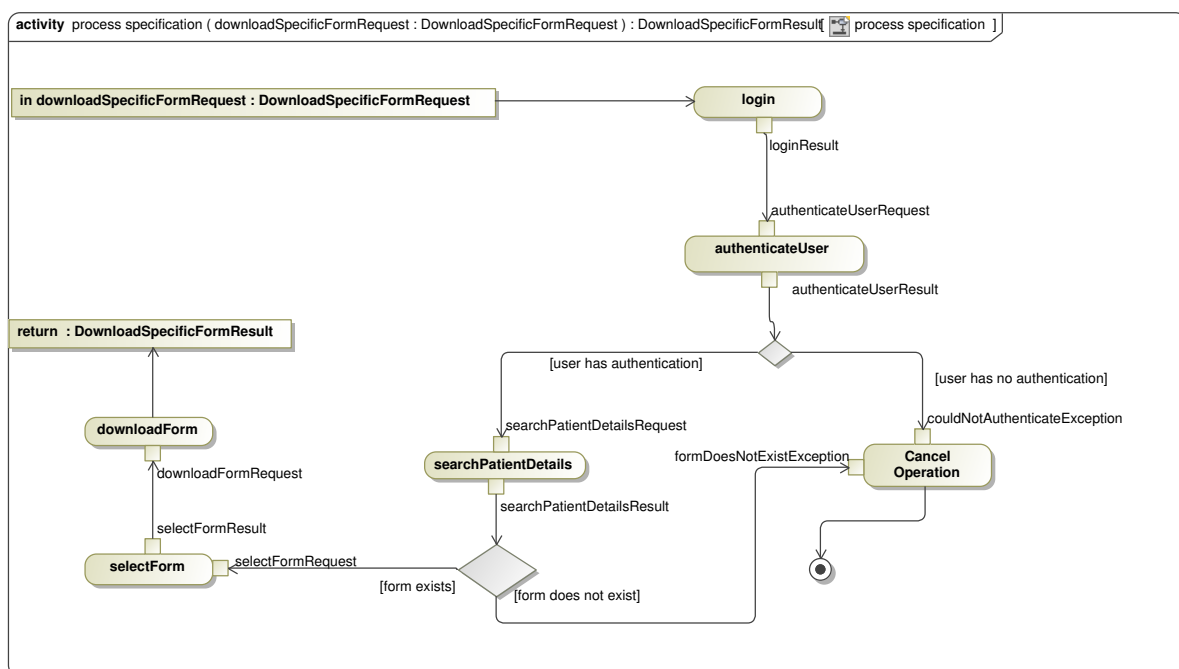 activity process specification ( downloadSpecificFormRequest : DownloadSpecificFormRequest ) : DownloadSpecificFormResult[ process specification ]
in downloadSpecificFormRequest : DownloadSpecificFormRequest
login
loginResult
authenticateUserRequest
authenticateUser
authenticateUserResult
return : DownloadSpecificFormResult
[user has authentication]
[user has no authentication]
downloadForm
searchPatientDetailsRequest
couldNotAuthenticateException
searchPatientDetails
formDoesNotExistException
Cancel
Operation
downloadFormRequest
searchPatientDetailsResult
selectFormResult
selectForm
selectFormRequest
[form exists]
[form does not exist]